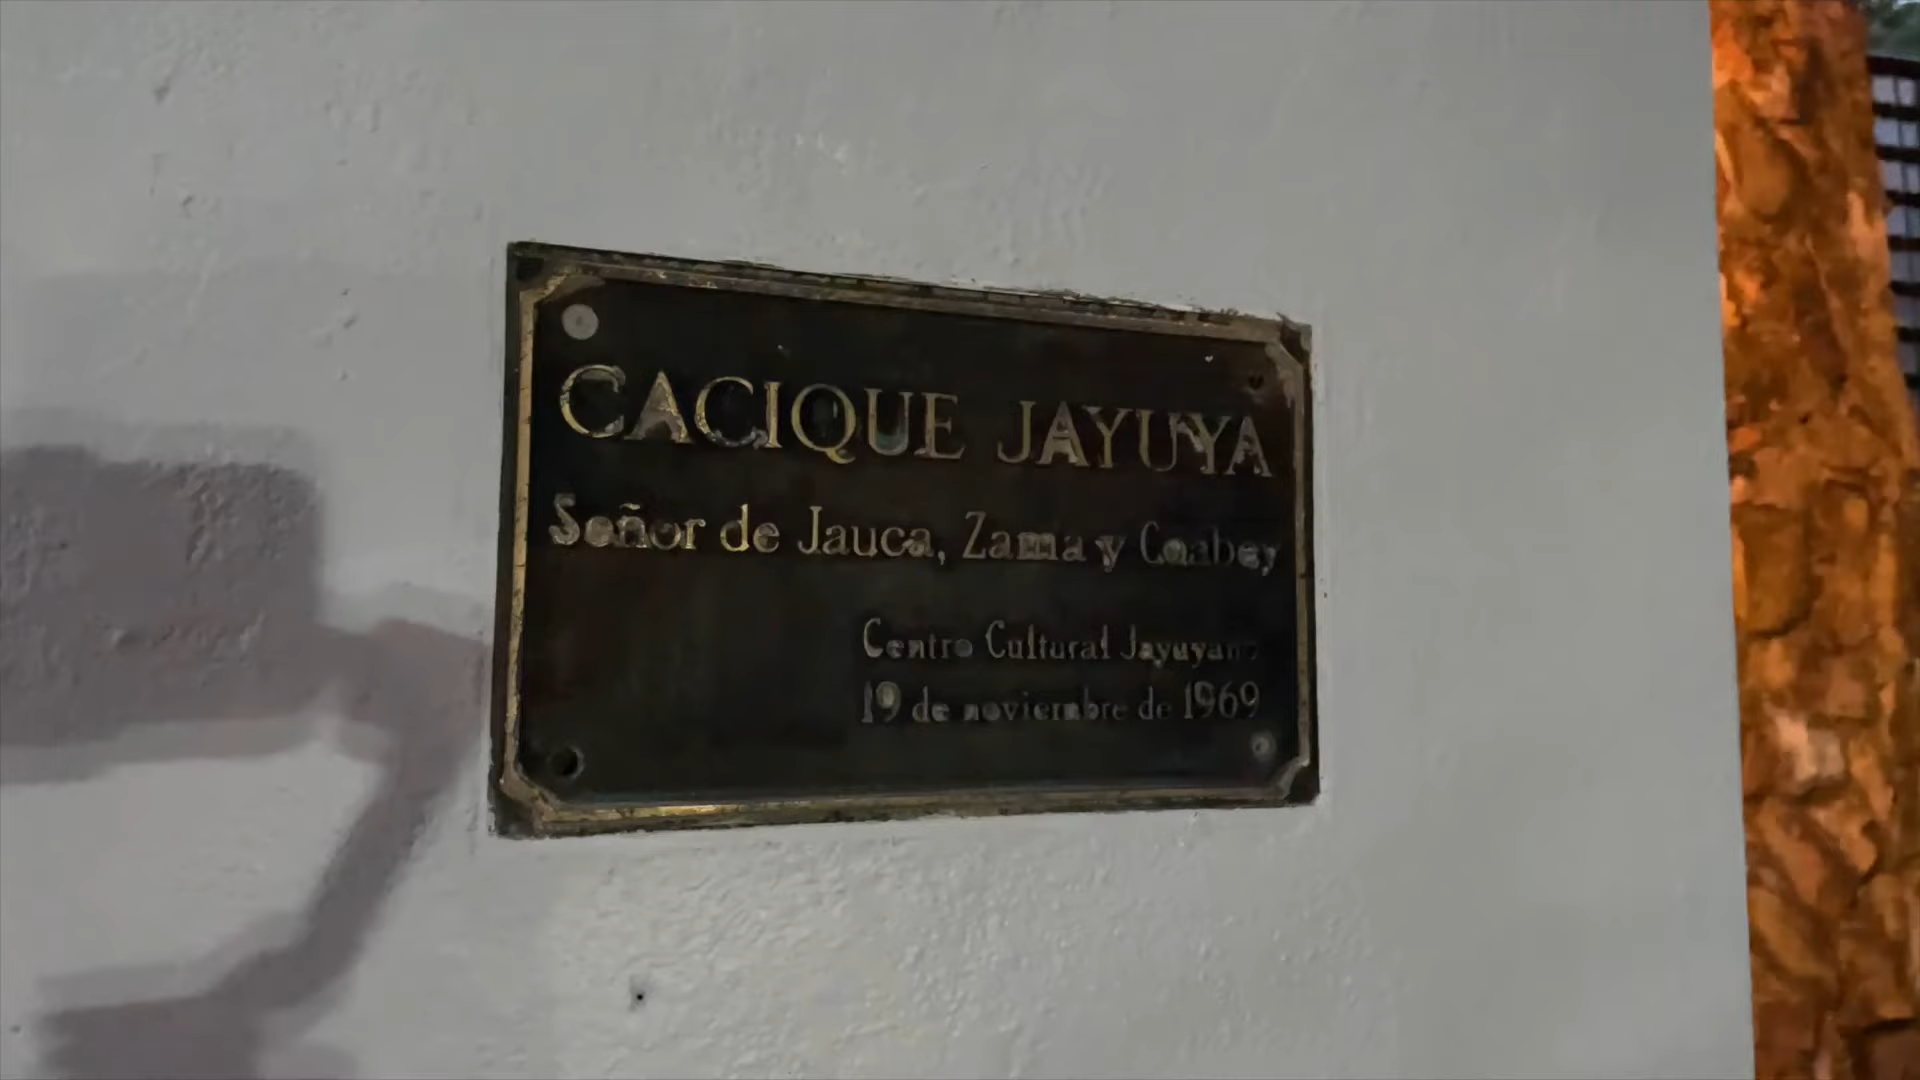 CACIQUE JAYUYA
Señor de Jauca, Zama y Coabey
Centro Cultural Jayuyano
19 de noviembre de 1969